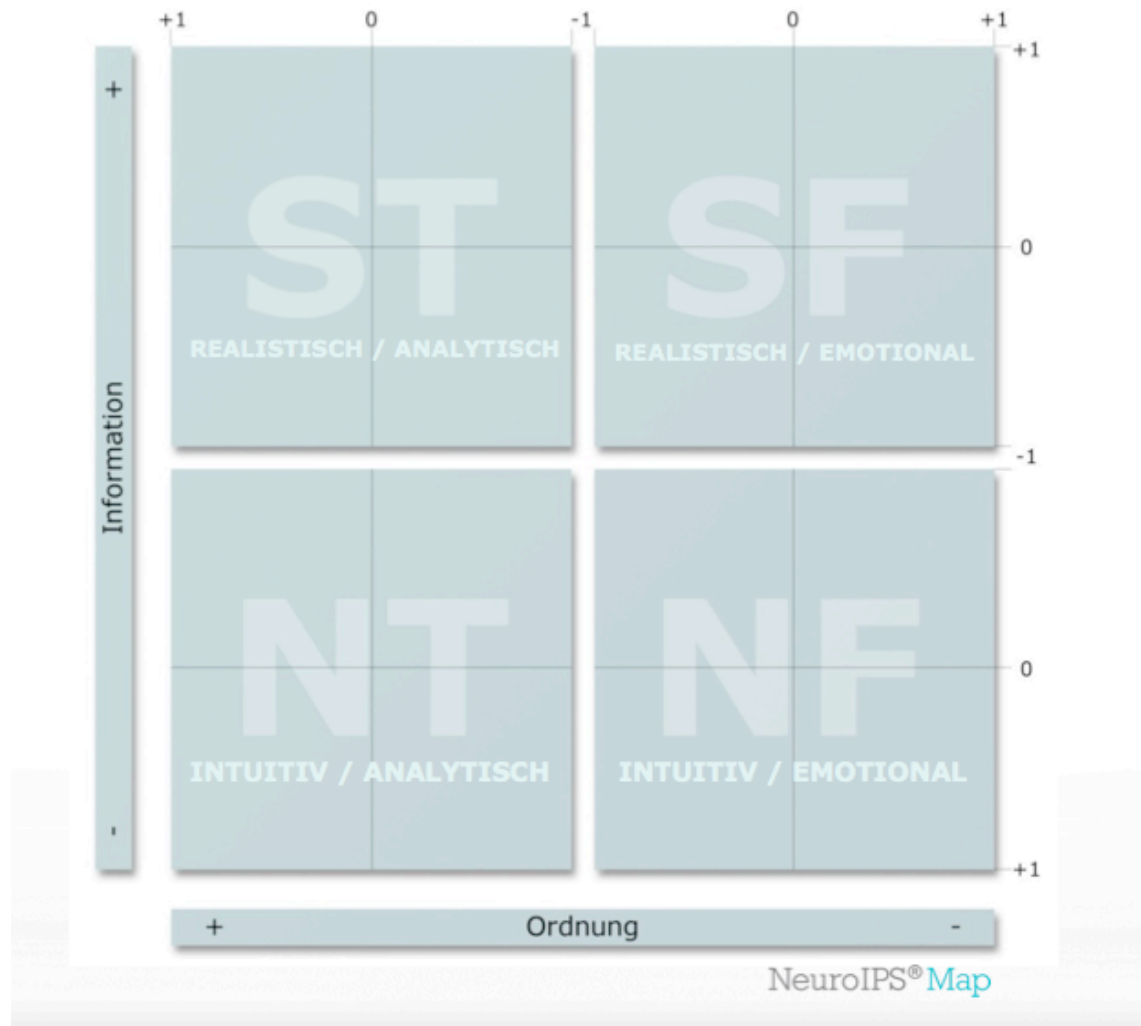 +1 0 -1 0 +1
+1
+
ST
SF
0
REALISTISCH / ANALYTISCH
REALISTISCH / EMOTIONAL
Information
-1
NT
NF
0
INTUITIV / ANALYTISCH
INTUITIV / EMOTIONAL
-
+1
+ Ordnung -
NeuroIPS® Map